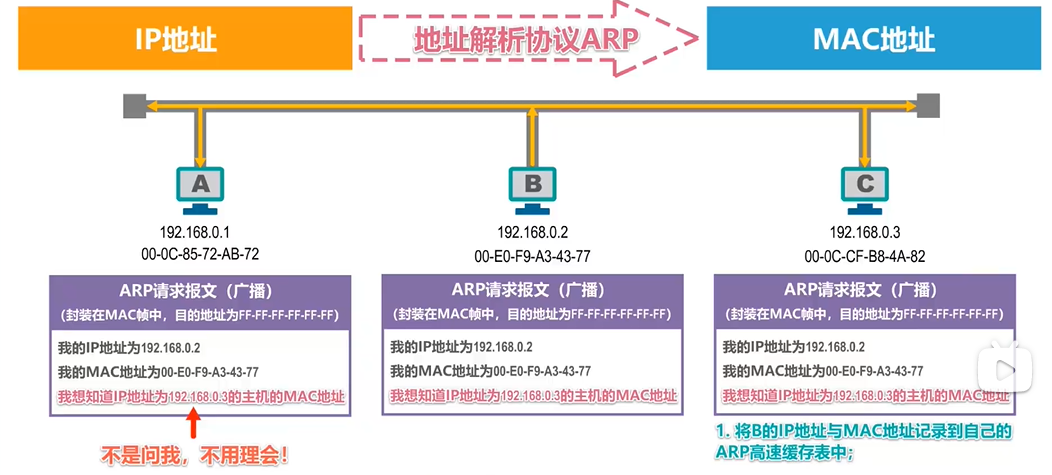 IP地址
地址解析协议ARP
MAC地址
A
B
C
192.168.0.1
00-0C-85-72-AB-72
192.168.0.2
00-E0-F9-A3-43-77
192.168.0.3
00-0C-CF-B8-4A-82
ARP请求报文（广播）
（封装在MAC帧中，目的地址为FF-FF-FF-FF-FF-FF）
我的IP地址为192.168.0.2
我的MAC地址为00-E0-F9-A3-43-77
我想知道IP地址为192.168.0.3的主机的MAC地址
不是问我，不用理会！
ARP请求报文（广播）
（封装在MAC帧中，目的地址为FF-FF-FF-FF-FF-FF）
我的IP地址为192.168.0.2
我的MAC地址为00-E0-F9-A3-43-77
我想知道IP地址为192.168.0.3的主机的MAC地址
ARP请求报文（广播）
（封装在MAC帧中，目的地址为FF-FF-FF-FF-FF-FF）
我的IP地址为192.168.0.2
我的MAC地址为00-E0-F9-A3-43-77
我想知道IP地址为192.168.0.3的主机的MAC地址
1. 将B的IP地址与MAC地址记录到自己的
ARP高速缓存表中；